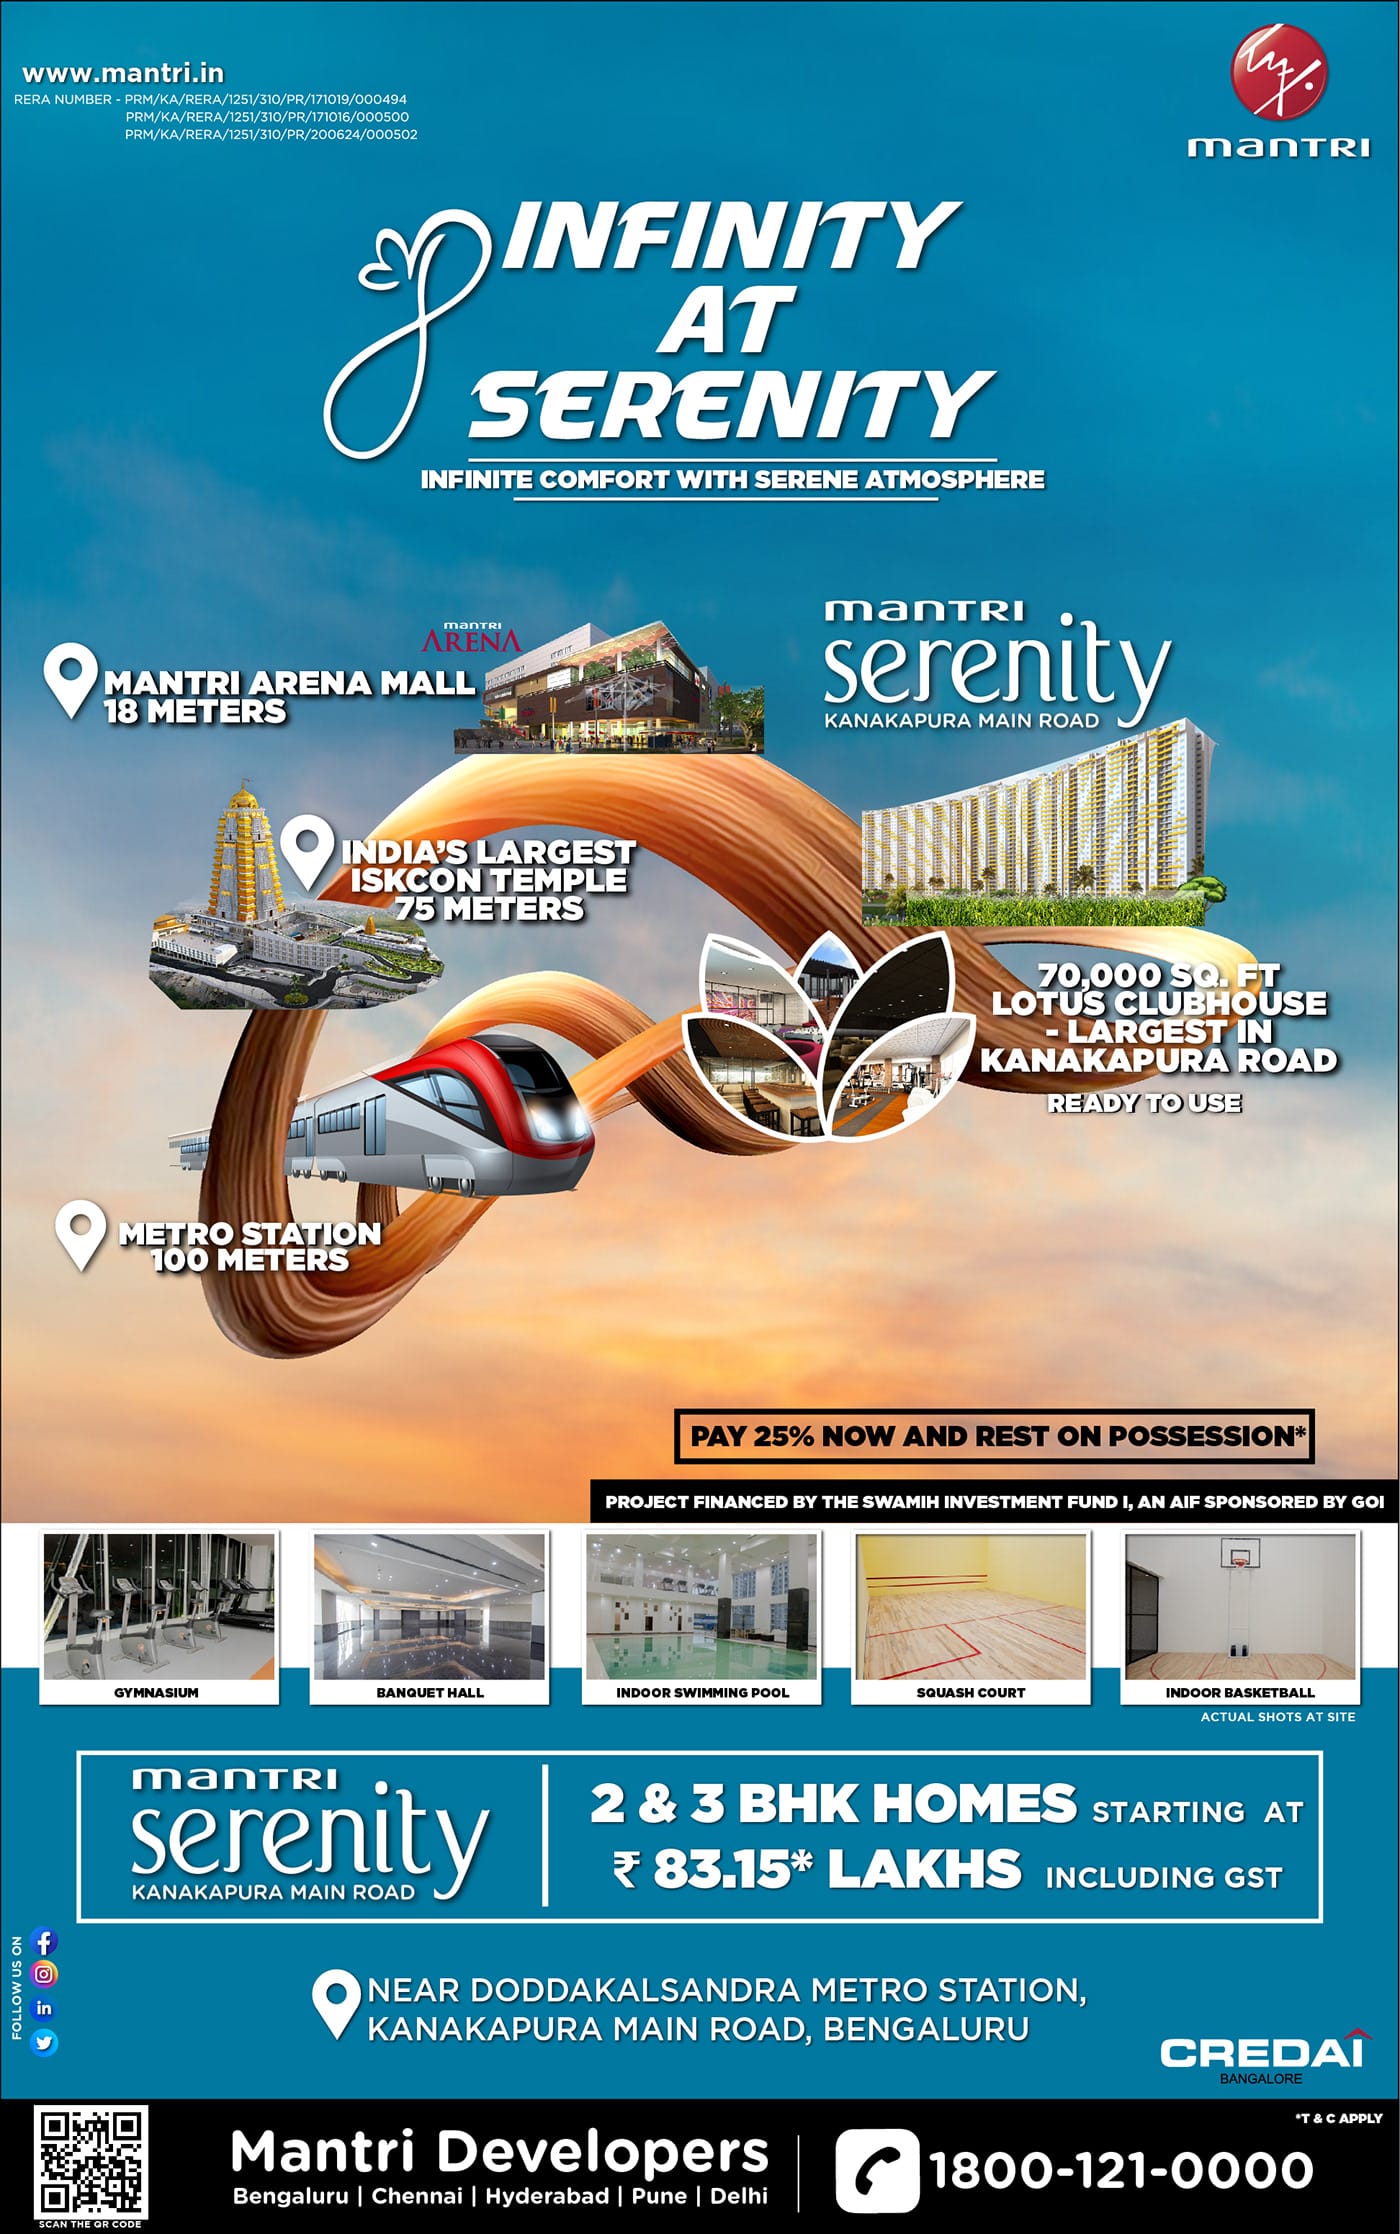 www.mantri.in
RERA NUMBER - PRM/KA/RERA/1251/310/PR/171019/000494
PRM/KA/RERA/1251/310/PR/171016/000500
PRM/KA/RERA/1251/310/PR/200624/000502
manTRI
INFINITY
AT
SERENITY
INFINITE COMFORT WITH SERENE ATMOSPHERE
manTRI
ARENA
MANTRI ARENA MALL
18 METERS
manTRI
serenity
KANAKAPURA MAIN ROAD
INDIA'S LARGEST
ISKCON TEMPLE
75 METERS
70,000 SQ. FT
LOTUS CLUBHOUSE
- LARGEST IN
KANAKAPURA ROAD
READY TO USE
METRO STATION
100 METERS
PAY 25% NOW AND REST ON POSSESSION*
PROJECT FINANCED BY THE SWAMIH INVESTMENT FUND I, AN AIF SPONSORED BY GOI
GYMNASIUM
BANQUET HALL
INDOOR SWIMMING POOL
SQUASH COURT
INDOOR BASKETBALL
ACTUAL SHOTS AT SITE
manTRI
serenity
KANAKAPURA MAIN ROAD
2 & 3 BHK HOMES STARTING AT
₹ 83.15* LAKHS INCLUDING GST
FOLLOW US ON
NEAR DODDAKALSANDRA METRO STATION,
KANAKAPURA MAIN ROAD, BENGALURU
CREDAI
BANGALORE
*T & C APPLY
SCAN THE QR CODE
Mantri Developers
Bengaluru | Chennai | Hyderabad | Pune | Delhi
1800-121-0000